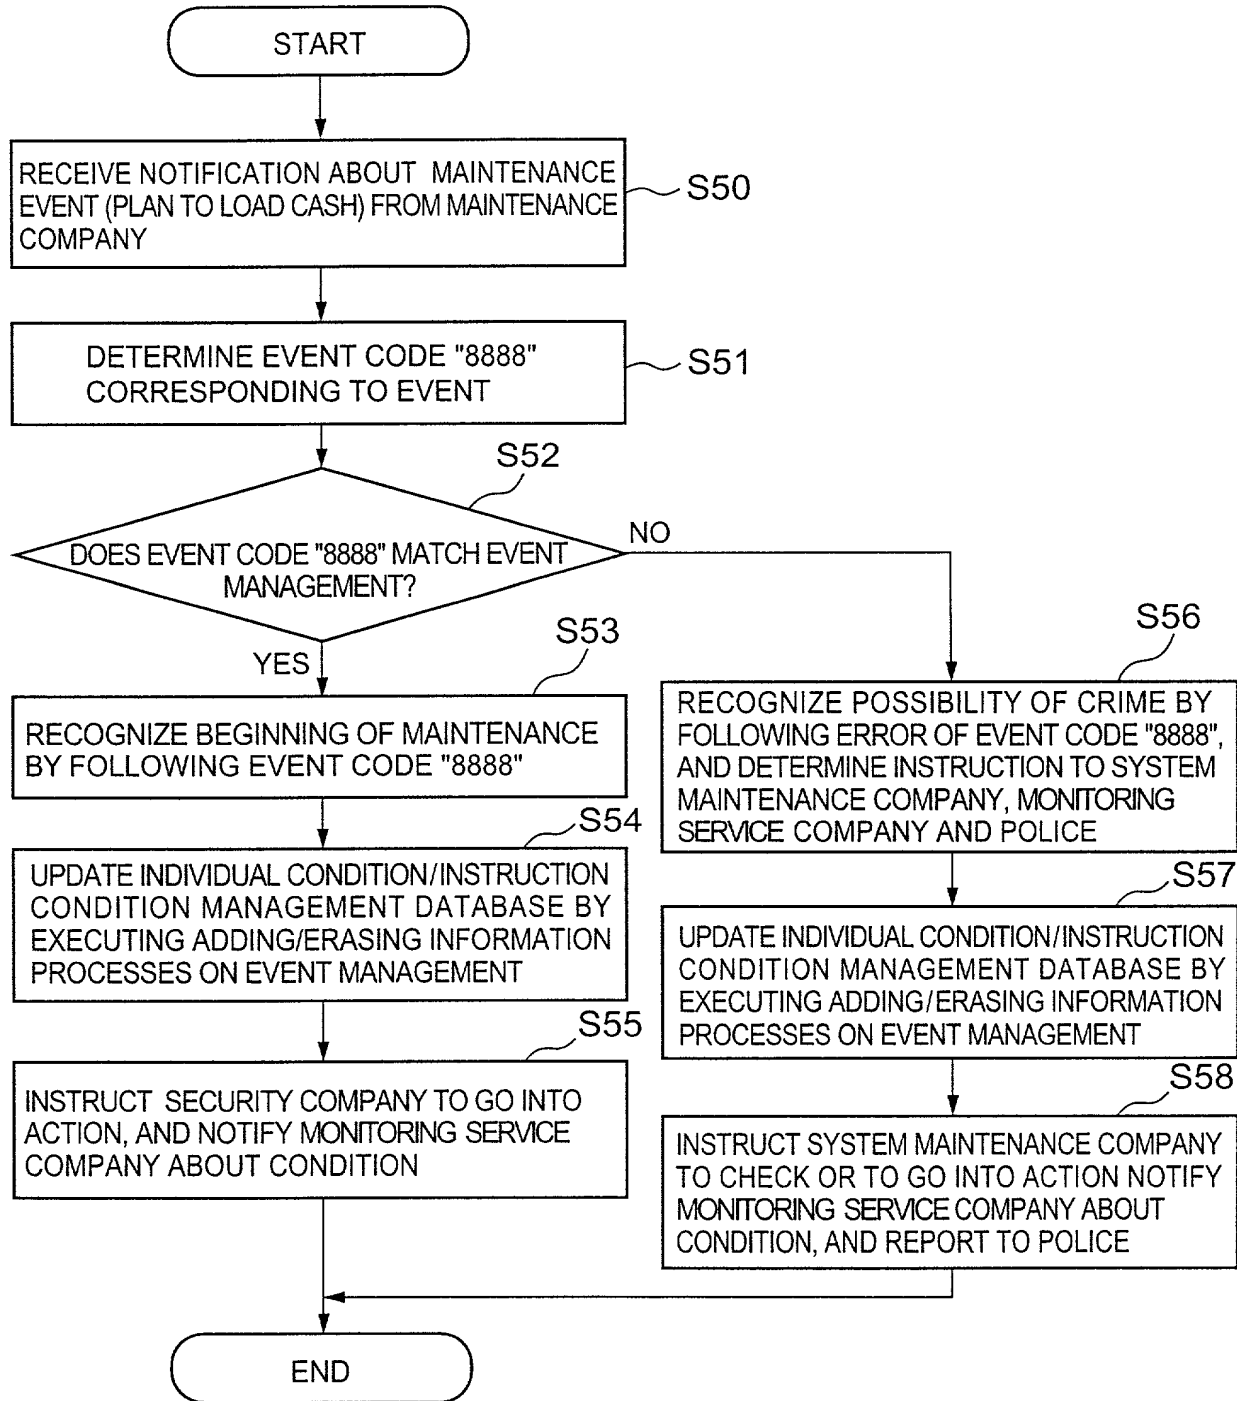 START
RECEIVE NOTIFICATION ABOUT MAINTENANCE
EVENT (PLAN TO LOAD CASH) FROM MAINTENANCE
COMPANY
S50
DETERMINE EVENT CODE "8888"
CORRESPONDING TO EVENT
S51
S52
DOES EVENT CODE "8888" MATCH EVENT
MANAGEMENT?
NO
YES
S53
RECOGNIZE BEGINNING OF MAINTENANCE
BY FOLLOWING EVENT CODE "8888"
S54
UPDATE INDIVIDUAL CONDITION/INSTRUCTION
CONDITION MANAGEMENT DATABASE BY
EXECUTING ADDING/ERASING INFORMATION
PROCESSES ON EVENT MANAGEMENT
S55
INSTRUCT SECURITY COMPANY TO GO INTO
ACTION, AND NOTIFY MONITORING SERVICE
COMPANY ABOUT CONDITION
S56
RECOGNIZE POSSIBILITY OF CRIME BY
FOLLOWING ERROR OF EVENT CODE "8888",
AND DETERMINE INSTRUCTION TO SYSTEM
MAINTENANCE COMPANY, MONITORING
SERVICE COMPANY AND POLICE
S57
UPDATE INDIVIDUAL CONDITION/INSTRUCTION
CONDITION MANAGEMENT DATABASE BY
EXECUTING ADDING/ERASING INFORMATION
PROCESSES ON EVENT MANAGEMENT
S58
INSTRUCT SYSTEM MAINTENANCE COMPANY
TO CHECK OR TO GO INTO ACTION NOTIFY
MONITORING SERVICE COMPANY ABOUT
CONDITION, AND REPORT TO POLICE
END